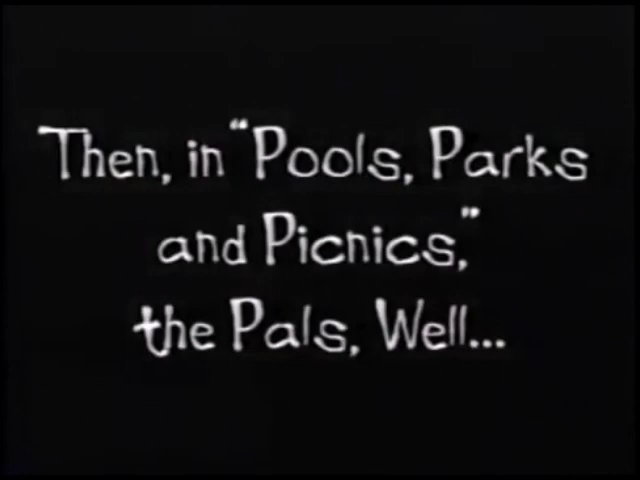 Then, in "Pools, Parks
and Picnics,"
the Pals, Well...